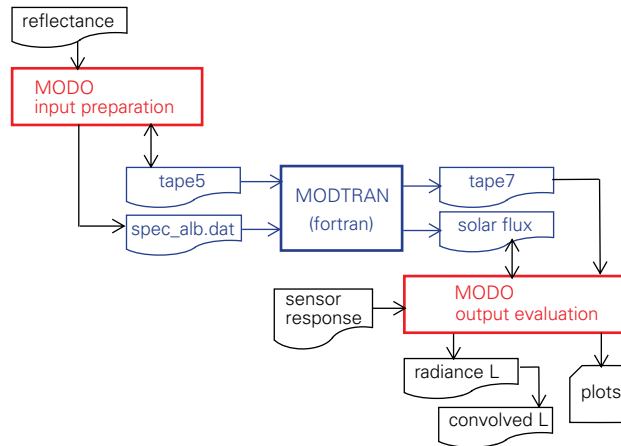 reflectance
MODO
input preparation
tape5
MODTRAN
(fortran)
tape7
spec_alb.dat
solar flux
sensor
response
MODO
output evaluation
radiance L
plots
convolved L